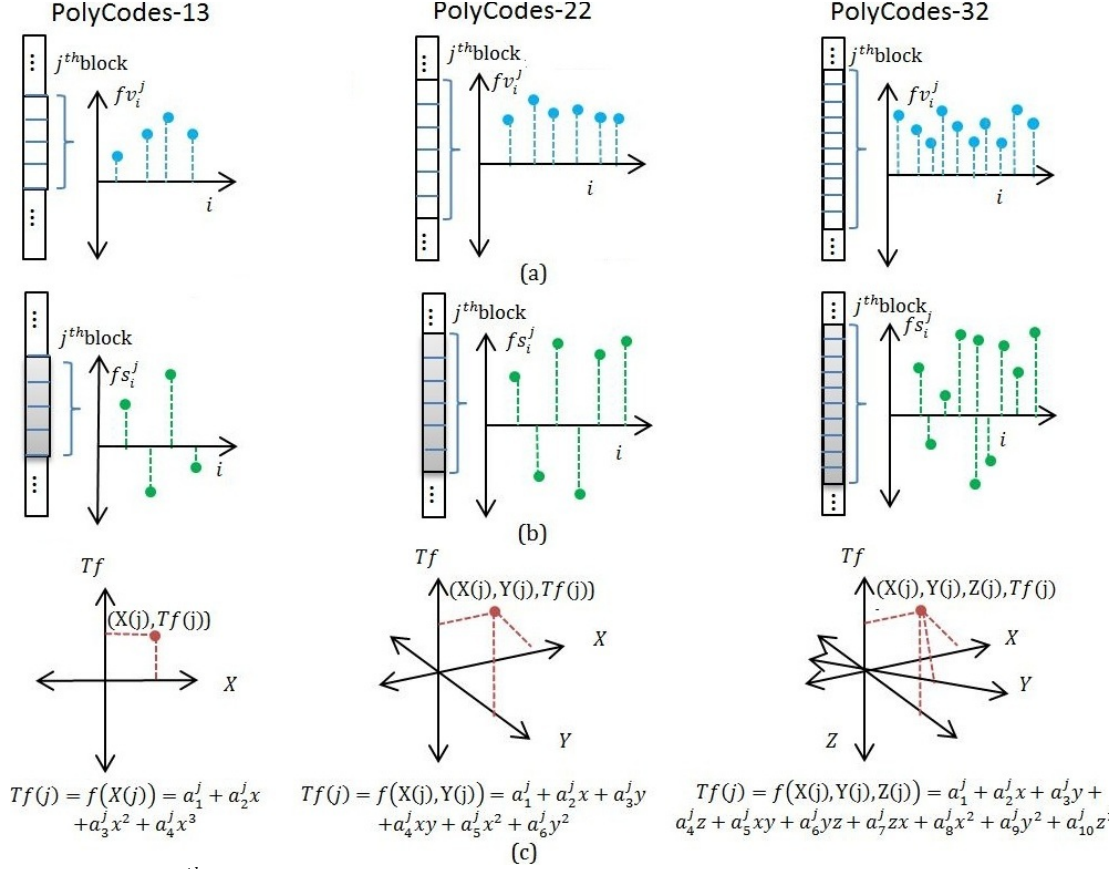 PolyCodes-13 PolyCodes-22 PolyCodes-32
⋮ j^{th}block fv_i^j i ⋮
⋮ j^{th}block fv_i^j i ⋮
⋮ j^{th}block fv_i^j i ⋮
(a)
⋮ j^{th}block fs_i^j i ⋮
⋮ j^{th}block fs_i^j i ⋮
⋮ j^{th}block fs_i^j i ⋮
(b)
Tf
(X(j),Tf(j))
X
Tf
(X(j),Y(j),Tf(j))
X
Y
Tf
(X(j),Y(j),Z(j),Tf(j)
X
Y
Z
Tf(j) = f(X(j)) = a_1^j + a_2^j x
+a_3^j x^2 + a_4^j x^3
Tf(j) = f(X(j),Y(j)) = a_1^j + a_2^j x + a_3^j y
+a_4^j xy + a_5^j x^2 + a_6^j y^2
Tf(j) = f(X(j),Y(j),Z(j)) = a_1^j + a_2^j x + a_3^j y +
a_4^j z + a_5^j xy + a_6^j yz + a_7^j zx + a_8^j x^2 + a_9^j y^2 + a_{10}^j z^2
(c)